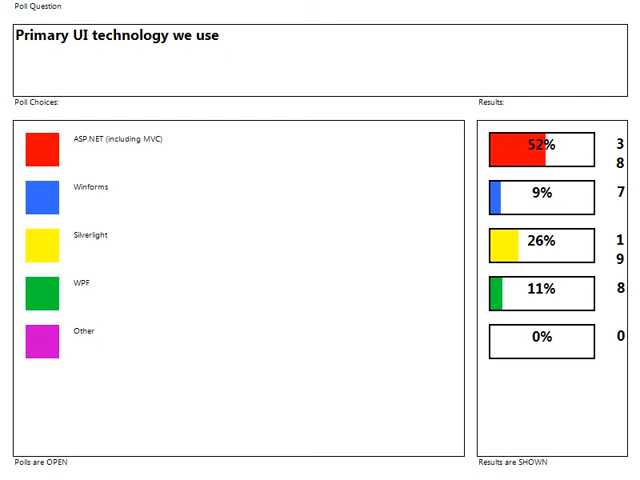 Poll Question
Primary UI technology we use
Poll Choices:
Results:
ASP.NET (including MVC)
52%
3
8
Winforms
9%
7
Silverlight
26%
1
9
WPF
11%
8
Other
0%
0
Polls are OPEN
Results are SHOWN